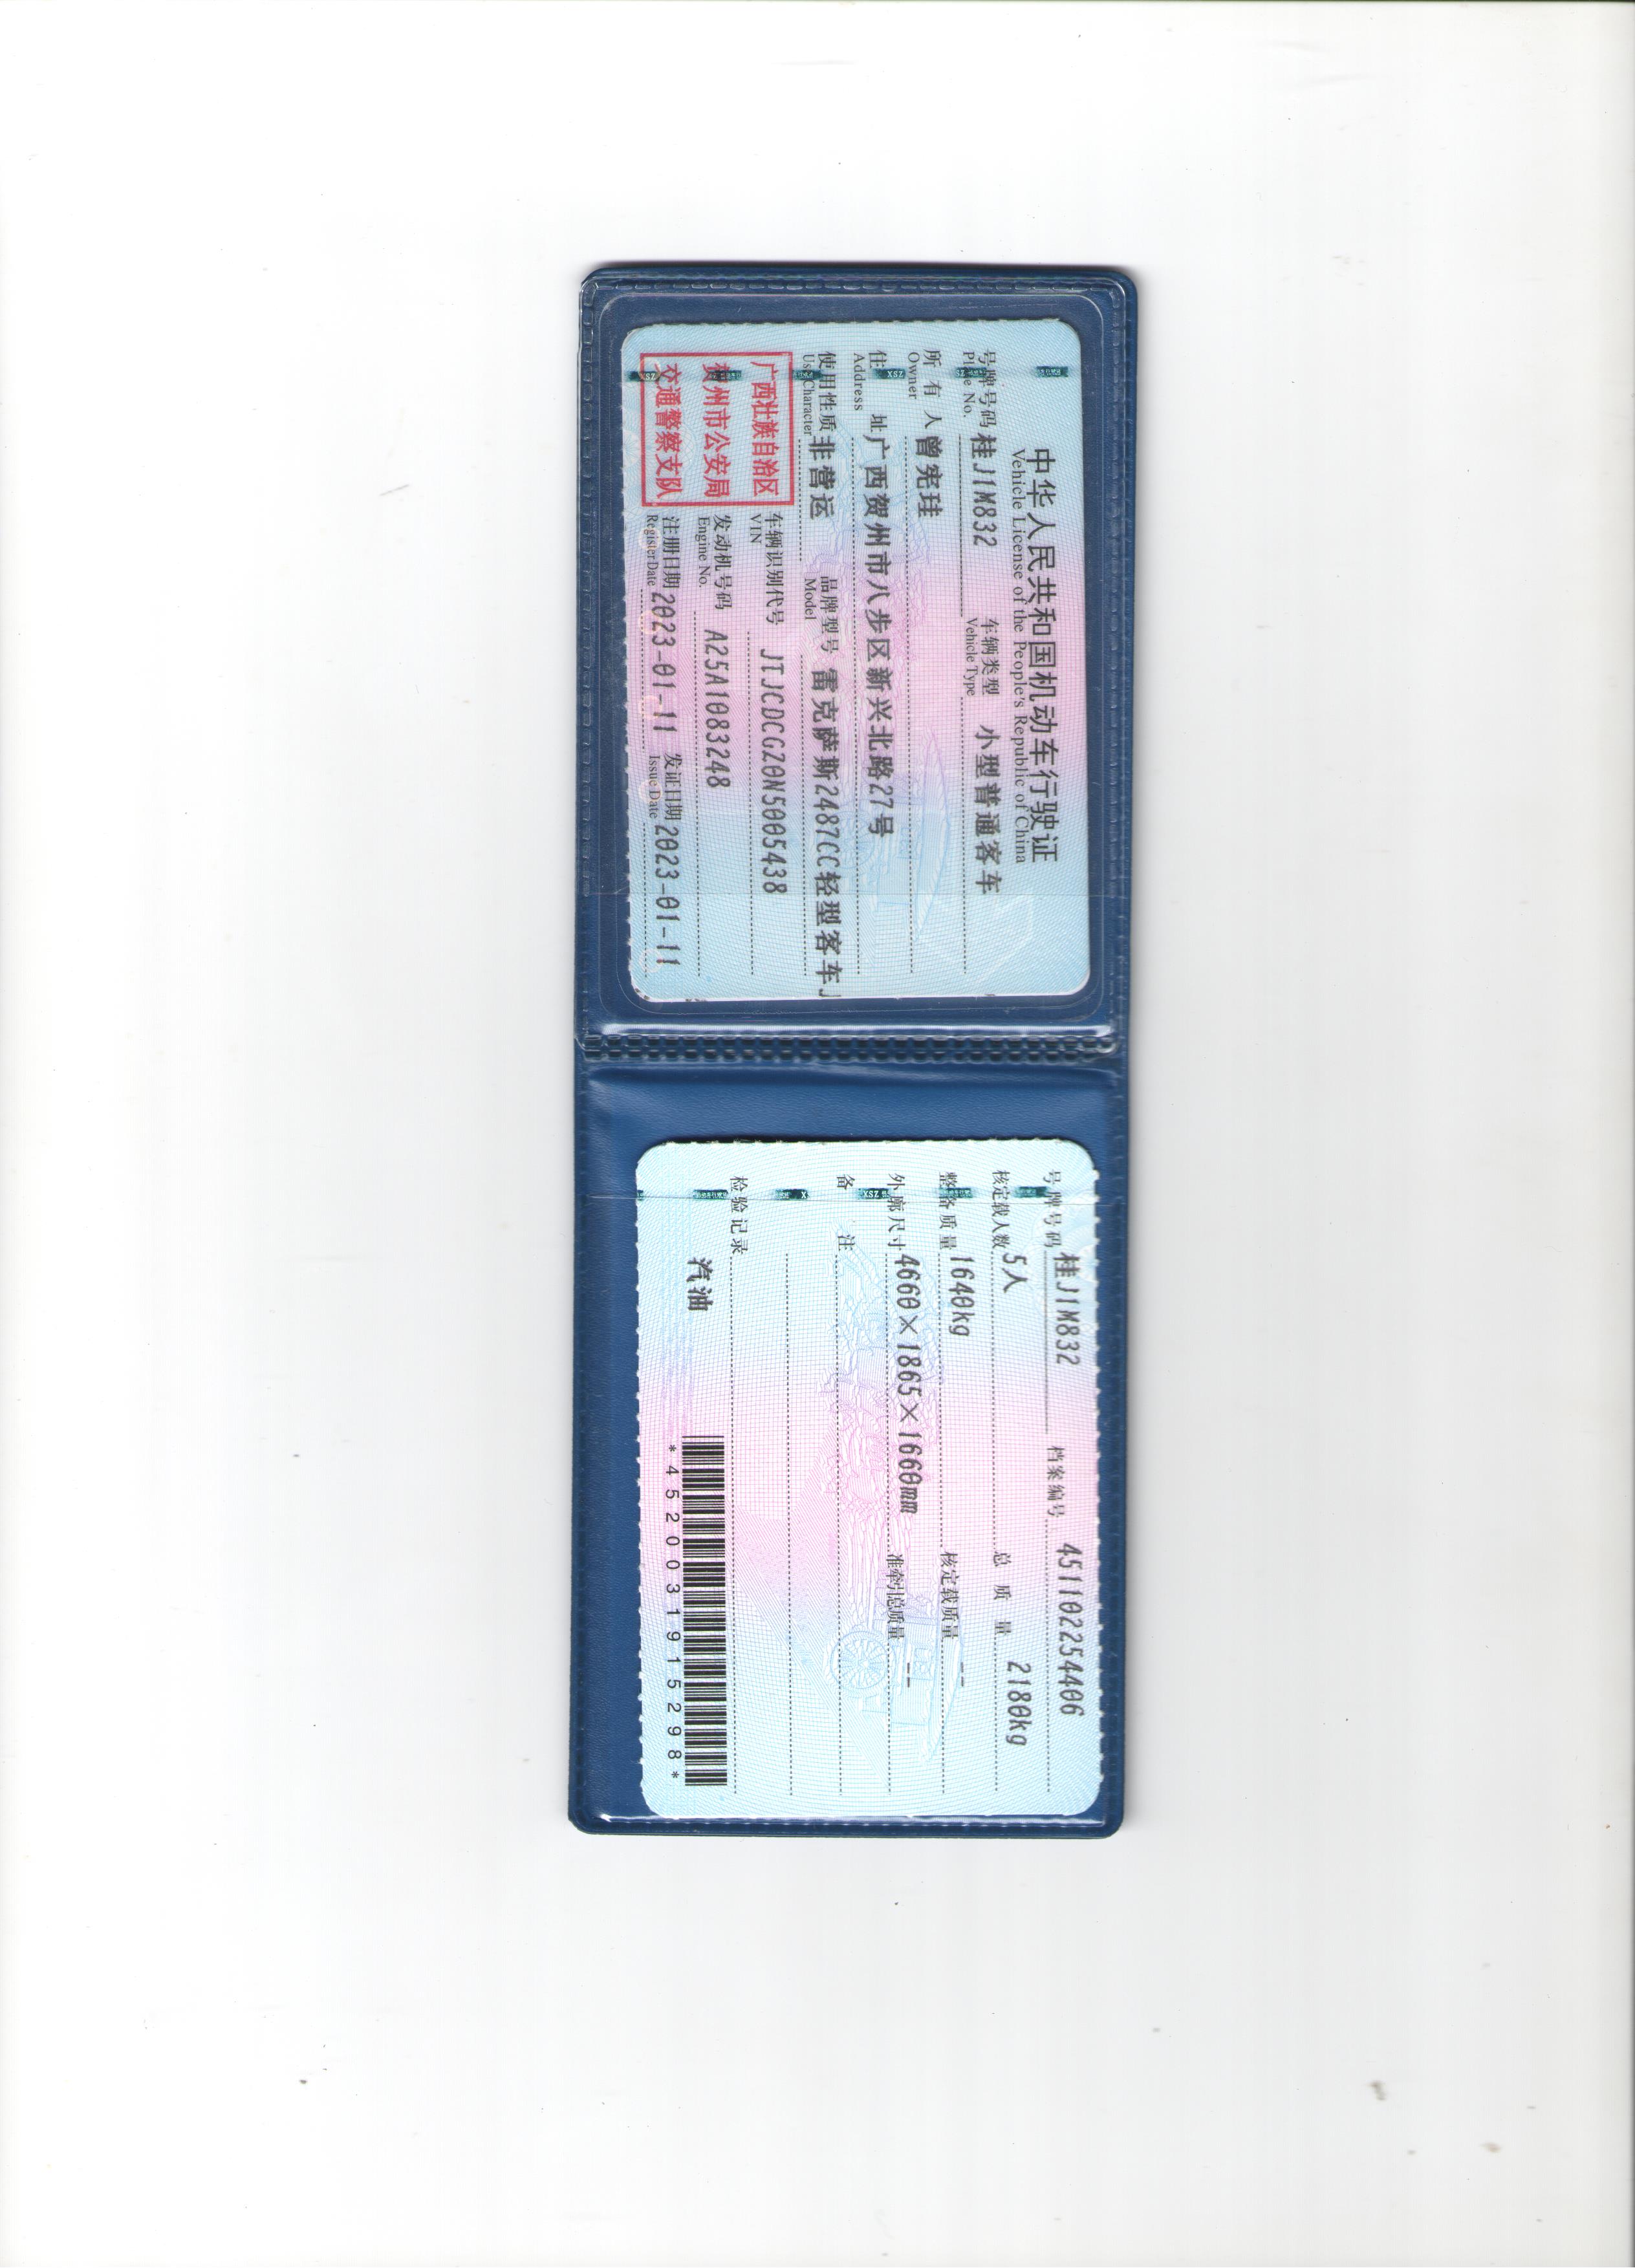 中华人民共和国机动车行驶证
Vehicle License of the People's Republic of China
号牌号码 桂J1M832 车辆类型 小型普通客车
Plate No. Vehicle Type
所有人 曾宪珪
Owner
住址 广西贺州市八步区新兴北路27号
Address
使用性质 非营运 品牌型号 雷克萨斯2487CC轻型客车J
Use Character Model
广西壮族自治区
贺州市公安局
交通警察支队
车辆识别代号 JTJCDCGZ0N5005438
VIN
发动机号码 A25A1083248
Engine No.
注册日期 2023-01-11 发证日期 2023-01-11
Register Date Issue Date
号牌号码 桂J1M832 档案编号 451102254406
核定载人数 5人 总质量 2180kg
整备质量 1640kg 核定载质量 --
外廓尺寸 4660×1865×1660mm 准牵引总质量 --
备注
检验记录
汽油
*4520031915298*